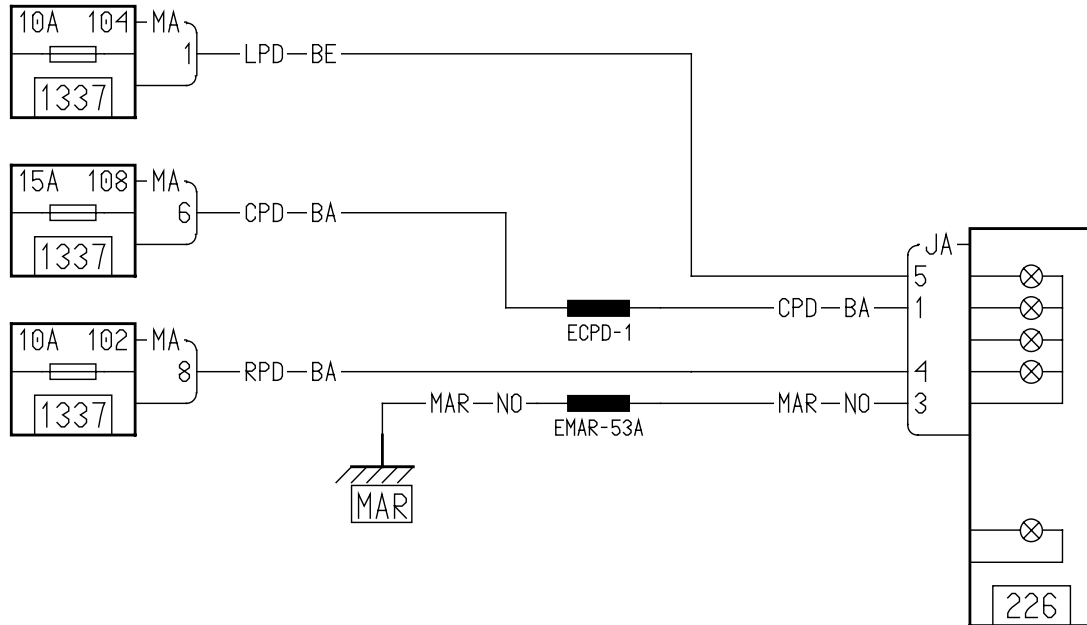 10A 104 MA
1 LPD BE
1337
15A 108 MA
6 CPD BA
1337
JA
5
CPD BA 1
ECPD-1
10A 102 MA
8 RPD BA 4
1337
MAR NO MAR NO 3
EMAR-53A
MAR
226